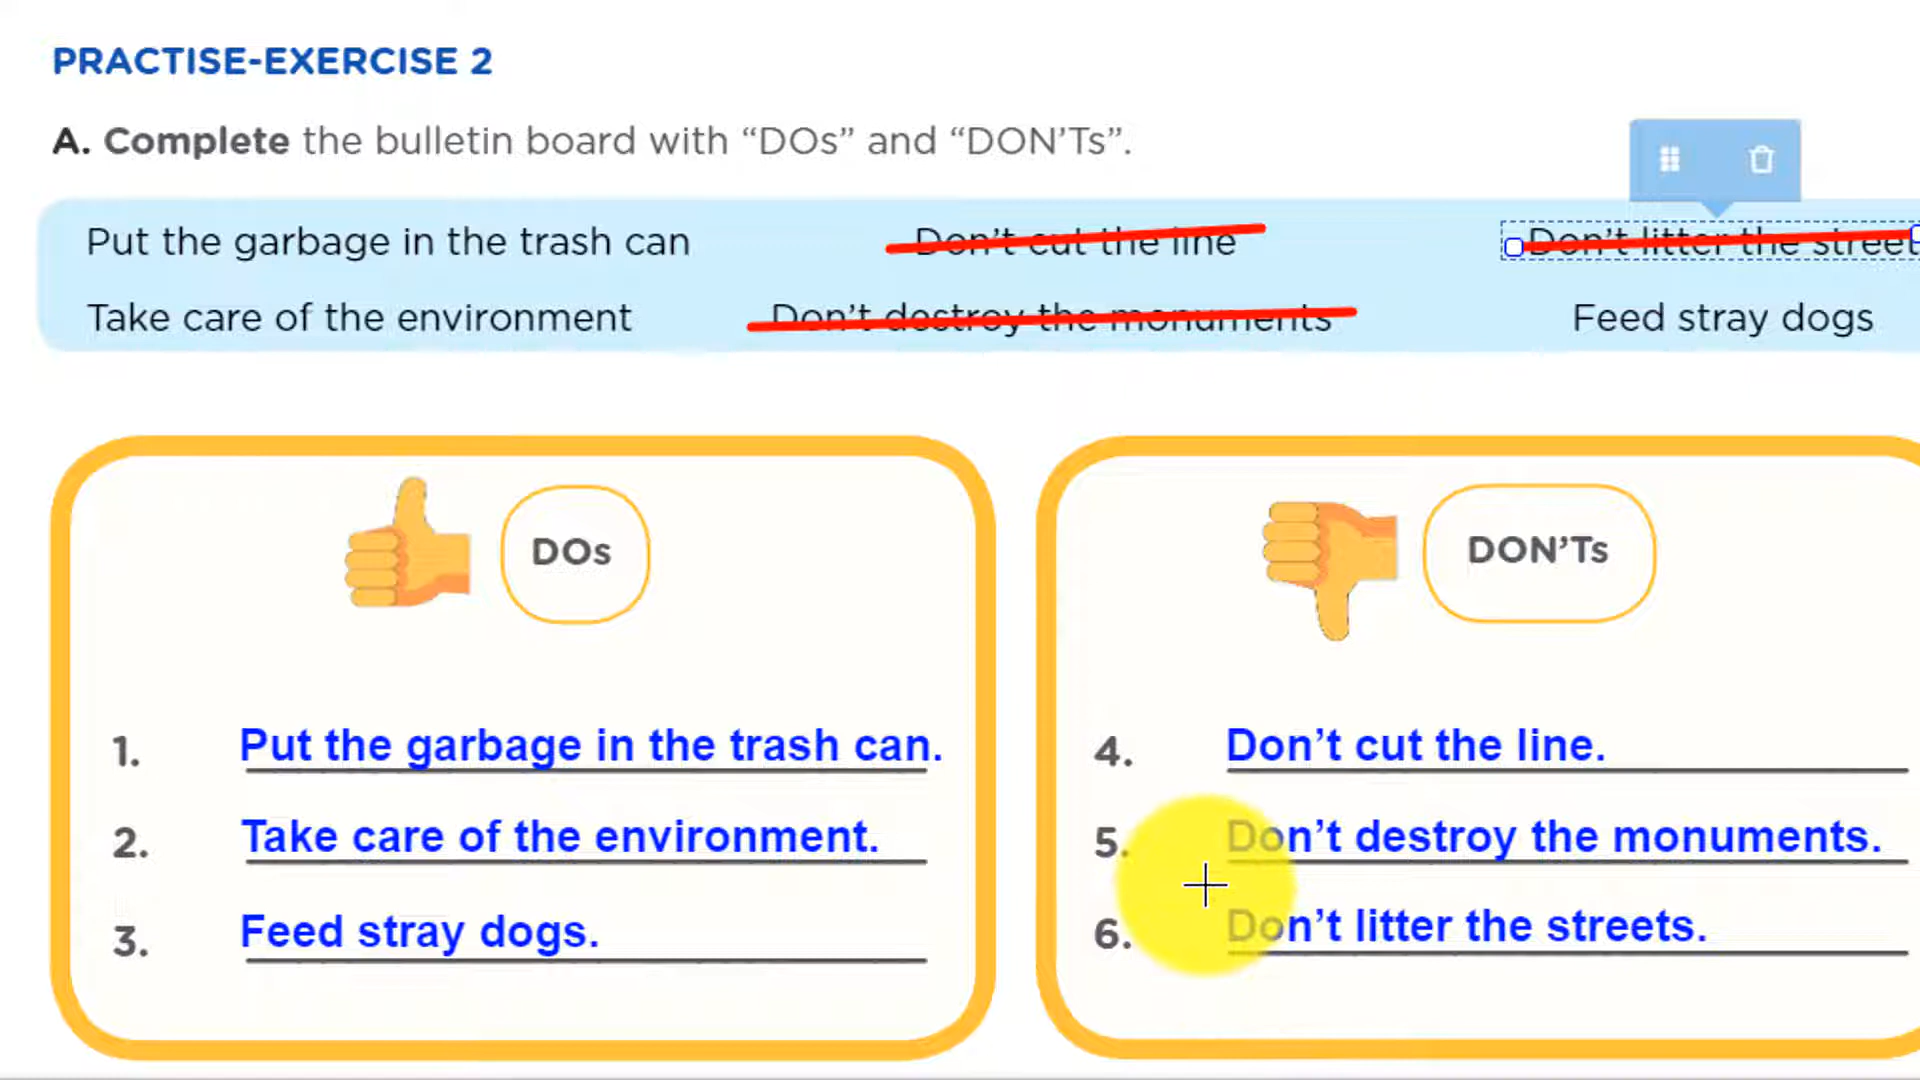 PRACTISE-EXERCISE 2
A. Complete the bulletin board with “DOs” and “DON’Ts”.
Put the garbage in the trash can Don’t cut the line Don’t litter the street
Take care of the environment Don’t destroy the monuments Feed stray dogs
DOs
1. Put the garbage in the trash can.
2. Take care of the environment.
3. Feed stray dogs.
DON’Ts
4. Don’t cut the line.
5. Don’t destroy the monuments.
6. Don’t litter the streets.